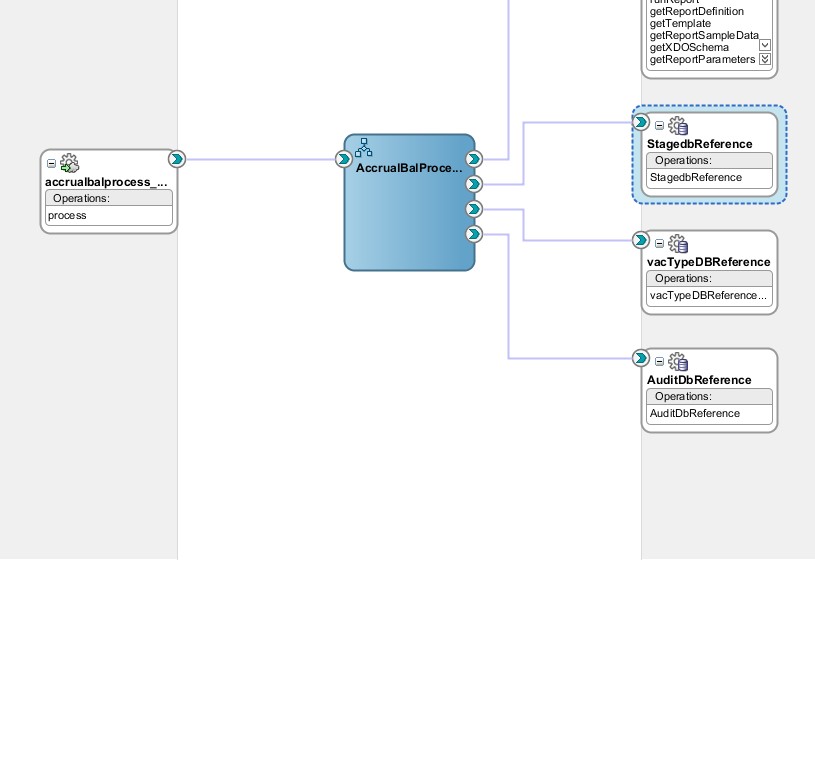 runReport
getReportDefinition
getTemplate
getReportSampleData
getXDOSchema
getReportParameters
accrualbalprocess_...
Operations:
process
AccrualBalProce...
StagedbReference
Operations:
StagedbReference
vacTypeDBReference
Operations:
vacTypeDBReference...
AuditDbReference
Operations:
AuditDbReference